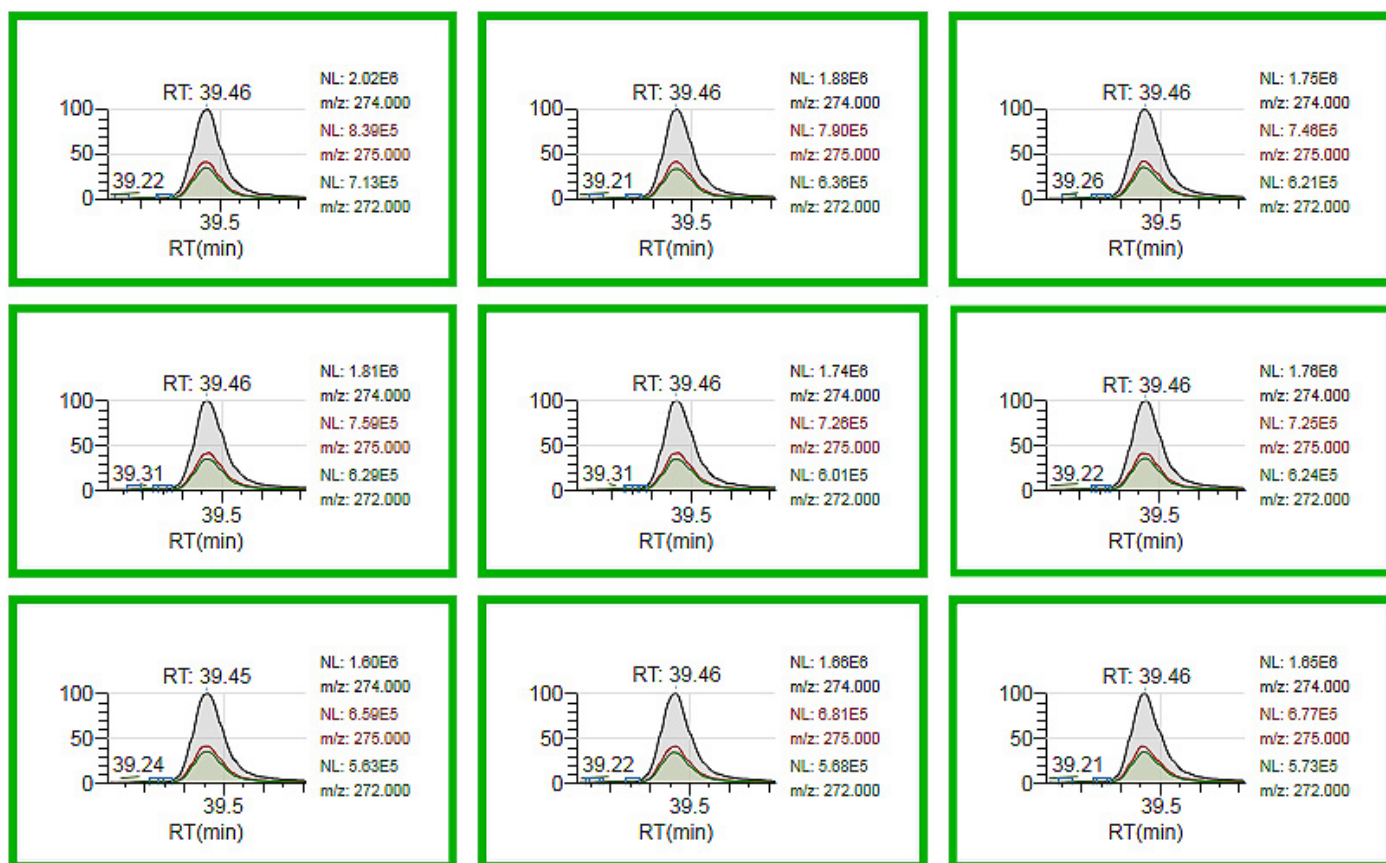 NL: 2.02E6
RT: 39.46
m/z: 274.000
100
NL: 8.39E5
50
m/z: 275.000
39.22
NL: 7.13E5
0
m/z: 272.000
39.5
RT(min)
NL: 1.88E6
RT: 39.46
m/z: 274.000
100
NL: 7.90E5
50
m/z: 275.000
39.21
NL: 6.36E5
0
m/z: 272.000
39.5
RT(min)
NL: 1.75E6
RT: 39.46
m/z: 274.000
100
NL: 7.46E5
50
m/z: 275.000
39.26
NL: 6.21E5
0
m/z: 272.000
39.5
RT(min)
NL: 1.81E6
RT: 39.46
m/z: 274.000
100
NL: 7.59E5
50
m/z: 275.000
39.31
NL: 6.29E5
0
m/z: 272.000
39.5
RT(min)
NL: 1.74E6
RT: 39.46
m/z: 274.000
100
NL: 7.26E5
50
m/z: 275.000
39.31
NL: 6.01E5
0
m/z: 272.000
39.5
RT(min)
NL: 1.76E6
RT: 39.46
m/z: 274.000
100
NL: 7.25E5
50
m/z: 275.000
39.22
NL: 6.24E5
0
m/z: 272.000
39.5
RT(min)
NL: 1.60E6
RT: 39.45
m/z: 274.000
100
NL: 6.59E5
50
m/z: 275.000
39.24
NL: 5.63E5
0
m/z: 272.000
39.5
RT(min)
NL: 1.66E6
RT: 39.46
m/z: 274.000
100
NL: 6.81E5
50
m/z: 275.000
39.22
NL: 5.68E5
0
m/z: 272.000
39.5
RT(min)
NL: 1.65E6
RT: 39.46
m/z: 274.000
100
NL: 6.77E5
50
m/z: 275.000
39.21
NL: 5.73E5
0
m/z: 272.000
39.5
RT(min)